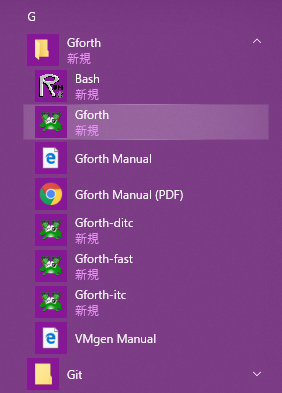 G
Gforth
新規
Bash
新規
Gforth
新規
Gforth Manual
Gforth Manual (PDF)
Gforth-ditc
新規
Gforth-fast
新規
Gforth-itc
新規
VMgen Manual
Git